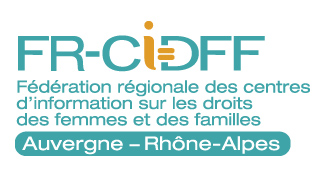 FR-CiDFF
Fédération régionale des centres
d'information sur les droits
des femmes et des familles
Auvergne – Rhône-Alpes